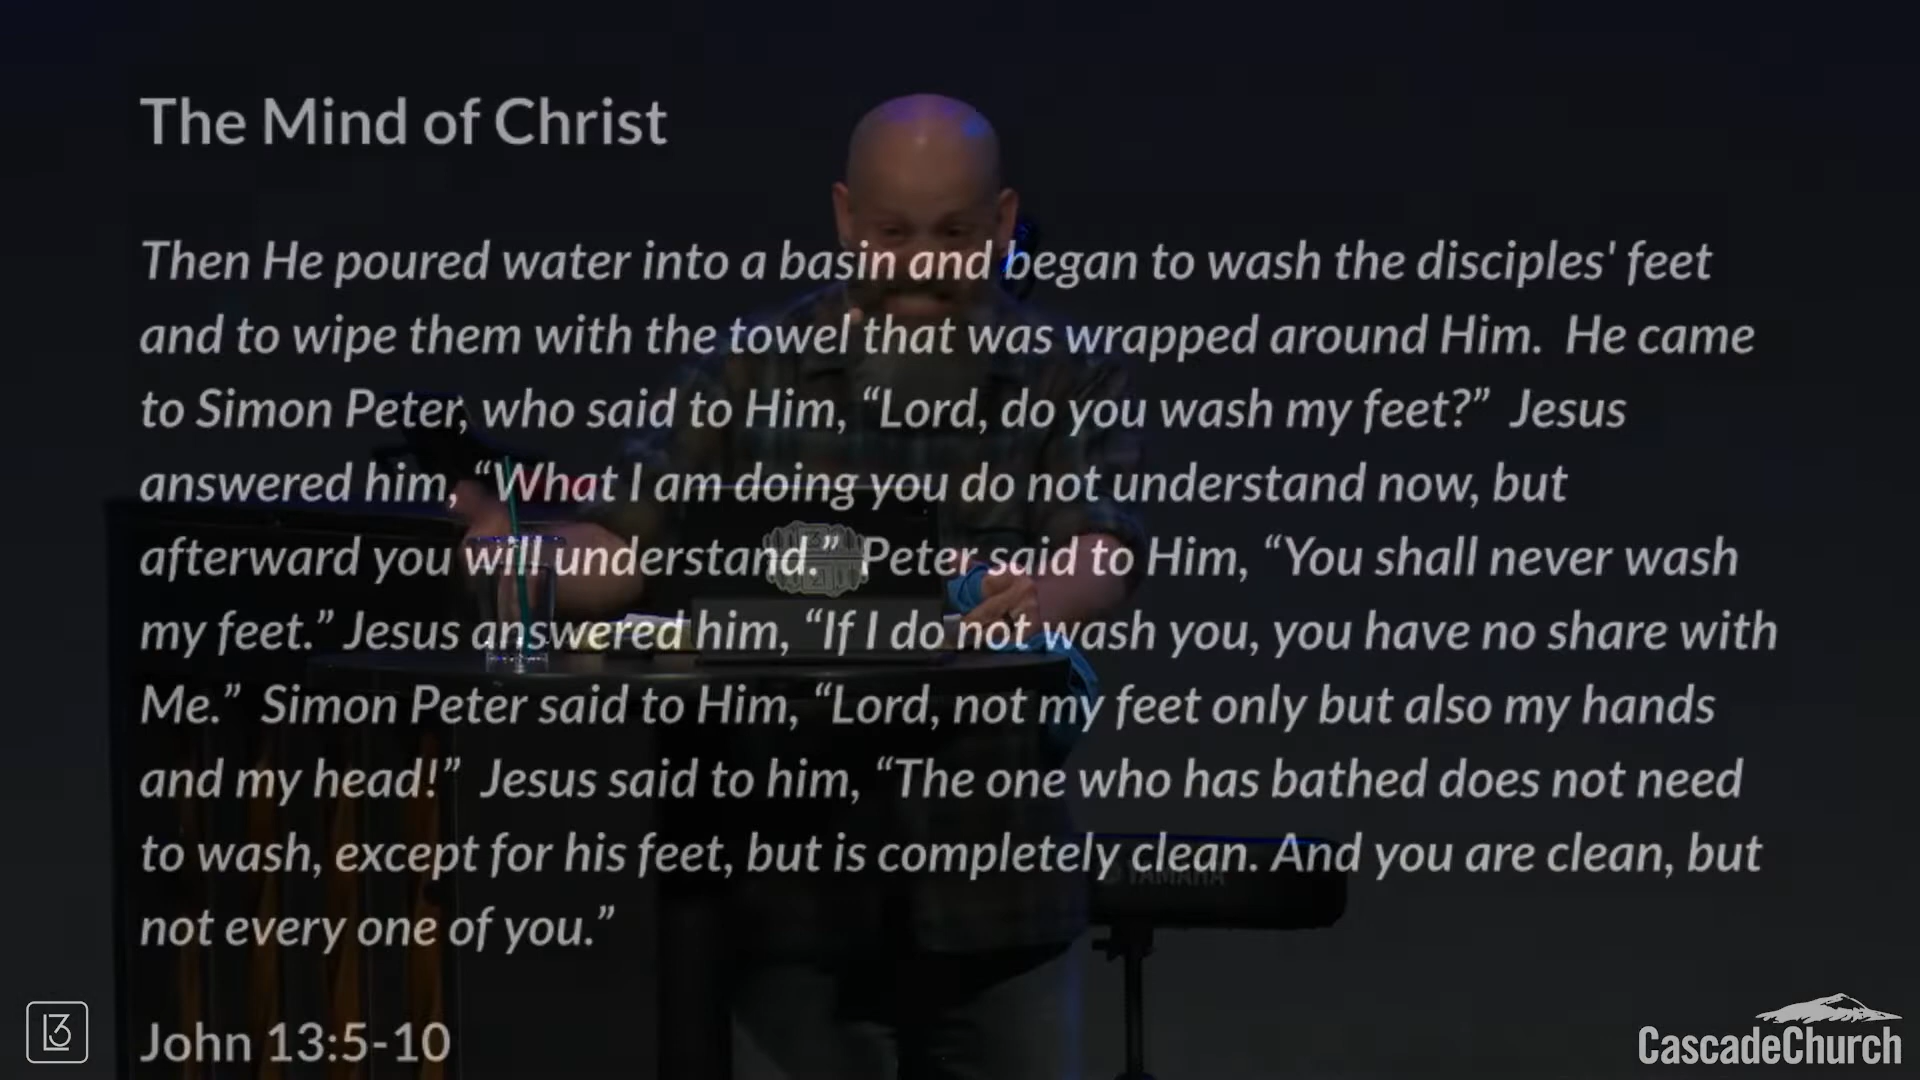 The Mind of Christ
Then He poured water into a basin and began to wash the disciples' feet
and to wipe them with the towel that was wrapped around Him.  He came
to Simon Peter, who said to Him, “Lord, do you wash my feet?”  Jesus
answered him, “What I am doing you do not understand now, but
afterward you will understand.”  Peter said to Him, “You shall never wash
my feet.” Jesus answered him, “If I do not wash you, you have no share with
Me.”  Simon Peter said to Him, “Lord, not my feet only but also my hands
and my head!”  Jesus said to him, “The one who has bathed does not need
to wash, except for his feet, but is completely clean. And you are clean, but
not every one of you.”
YAMAHA
John 13:5-10
L3
CascadeChurch